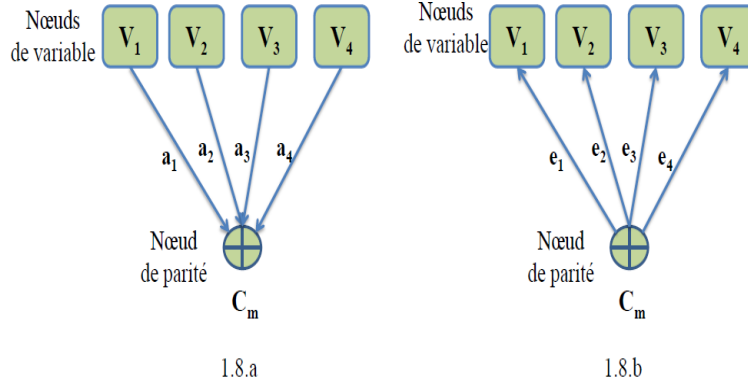 Nœuds
de variable
V1
V2
V3
V4
a1
a2
a3
a4
Nœud
de parité
Cm
1.8.a
Nœuds
de variable
V1
V2
V3
V4
e1
e2
e3
e4
Nœud
de parité
Cm
1.8.b